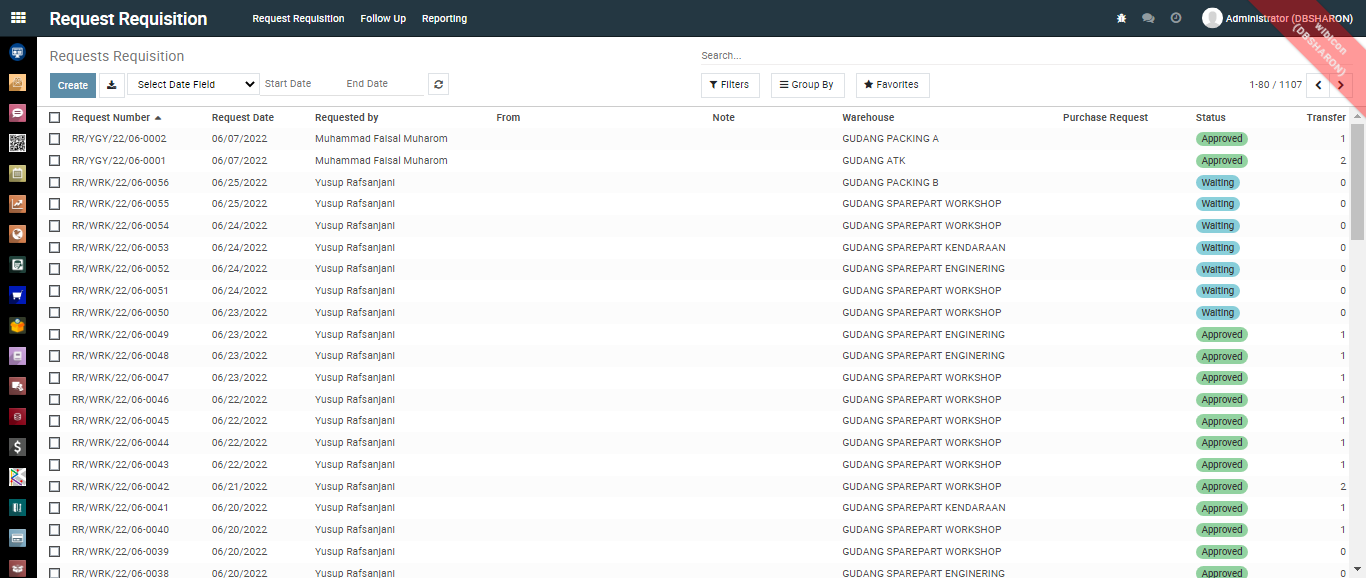 Request Requisition Request Requisition Follow Up Reporting Administrator (DBSHARON)
wibicon
(DBSHARON)
Requests Requisition Search...
Create Select Date Field Start Date End Date Filters Group By Favorites 1-80 / 1107
Request Number Request Date Requested by From Note Warehouse Purchase Request Status Transfer
RR/YGY/22/06-0002 06/07/2022 Muhammad Faisal Muharom GUDANG PACKING A Approved 1
RR/YGY/22/06-0001 06/07/2022 Muhammad Faisal Muharom GUDANG ATK Approved 2
RR/WRK/22/06-0056 06/25/2022 Yusup Rafsanjani GUDANG PACKING B Waiting 0
RR/WRK/22/06-0055 06/25/2022 Yusup Rafsanjani GUDANG SPAREPART WORKSHOP Waiting 0
RR/WRK/22/06-0054 06/24/2022 Yusup Rafsanjani GUDANG SPAREPART WORKSHOP Waiting 0
RR/WRK/22/06-0053 06/24/2022 Yusup Rafsanjani GUDANG SPAREPART KENDARAAN Waiting 0
RR/WRK/22/06-0052 06/24/2022 Yusup Rafsanjani GUDANG SPAREPART ENGINERING Waiting 0
RR/WRK/22/06-0051 06/24/2022 Yusup Rafsanjani GUDANG SPAREPART WORKSHOP Waiting 0
RR/WRK/22/06-0050 06/23/2022 Yusup Rafsanjani GUDANG SPAREPART WORKSHOP Waiting 0
RR/WRK/22/06-0049 06/23/2022 Yusup Rafsanjani GUDANG SPAREPART ENGINERING Approved 1
RR/WRK/22/06-0048 06/23/2022 Yusup Rafsanjani GUDANG SPAREPART ENGINERING Approved 1
RR/WRK/22/06-0047 06/23/2022 Yusup Rafsanjani GUDANG SPAREPART WORKSHOP Approved 1
RR/WRK/22/06-0046 06/22/2022 Yusup Rafsanjani GUDANG SPAREPART WORKSHOP Approved 1
RR/WRK/22/06-0045 06/22/2022 Yusup Rafsanjani GUDANG SPAREPART WORKSHOP Approved 1
RR/WRK/22/06-0044 06/22/2022 Yusup Rafsanjani GUDANG SPAREPART WORKSHOP Approved 1
RR/WRK/22/06-0043 06/22/2022 Yusup Rafsanjani GUDANG SPAREPART WORKSHOP Approved 1
RR/WRK/22/06-0042 06/21/2022 Yusup Rafsanjani GUDANG SPAREPART WORKSHOP Approved 2
RR/WRK/22/06-0041 06/20/2022 Yusup Rafsanjani GUDANG SPAREPART KENDARAAN Approved 1
RR/WRK/22/06-0040 06/20/2022 Yusup Rafsanjani GUDANG SPAREPART WORKSHOP Approved 1
RR/WRK/22/06-0039 06/20/2022 Yusup Rafsanjani GUDANG SPAREPART WORKSHOP Approved 0
RR/WRK/22/06-0038 06/20/2022 Yusup Rafsanjani GUDANG SPAREPART ENGINERING Approved 0